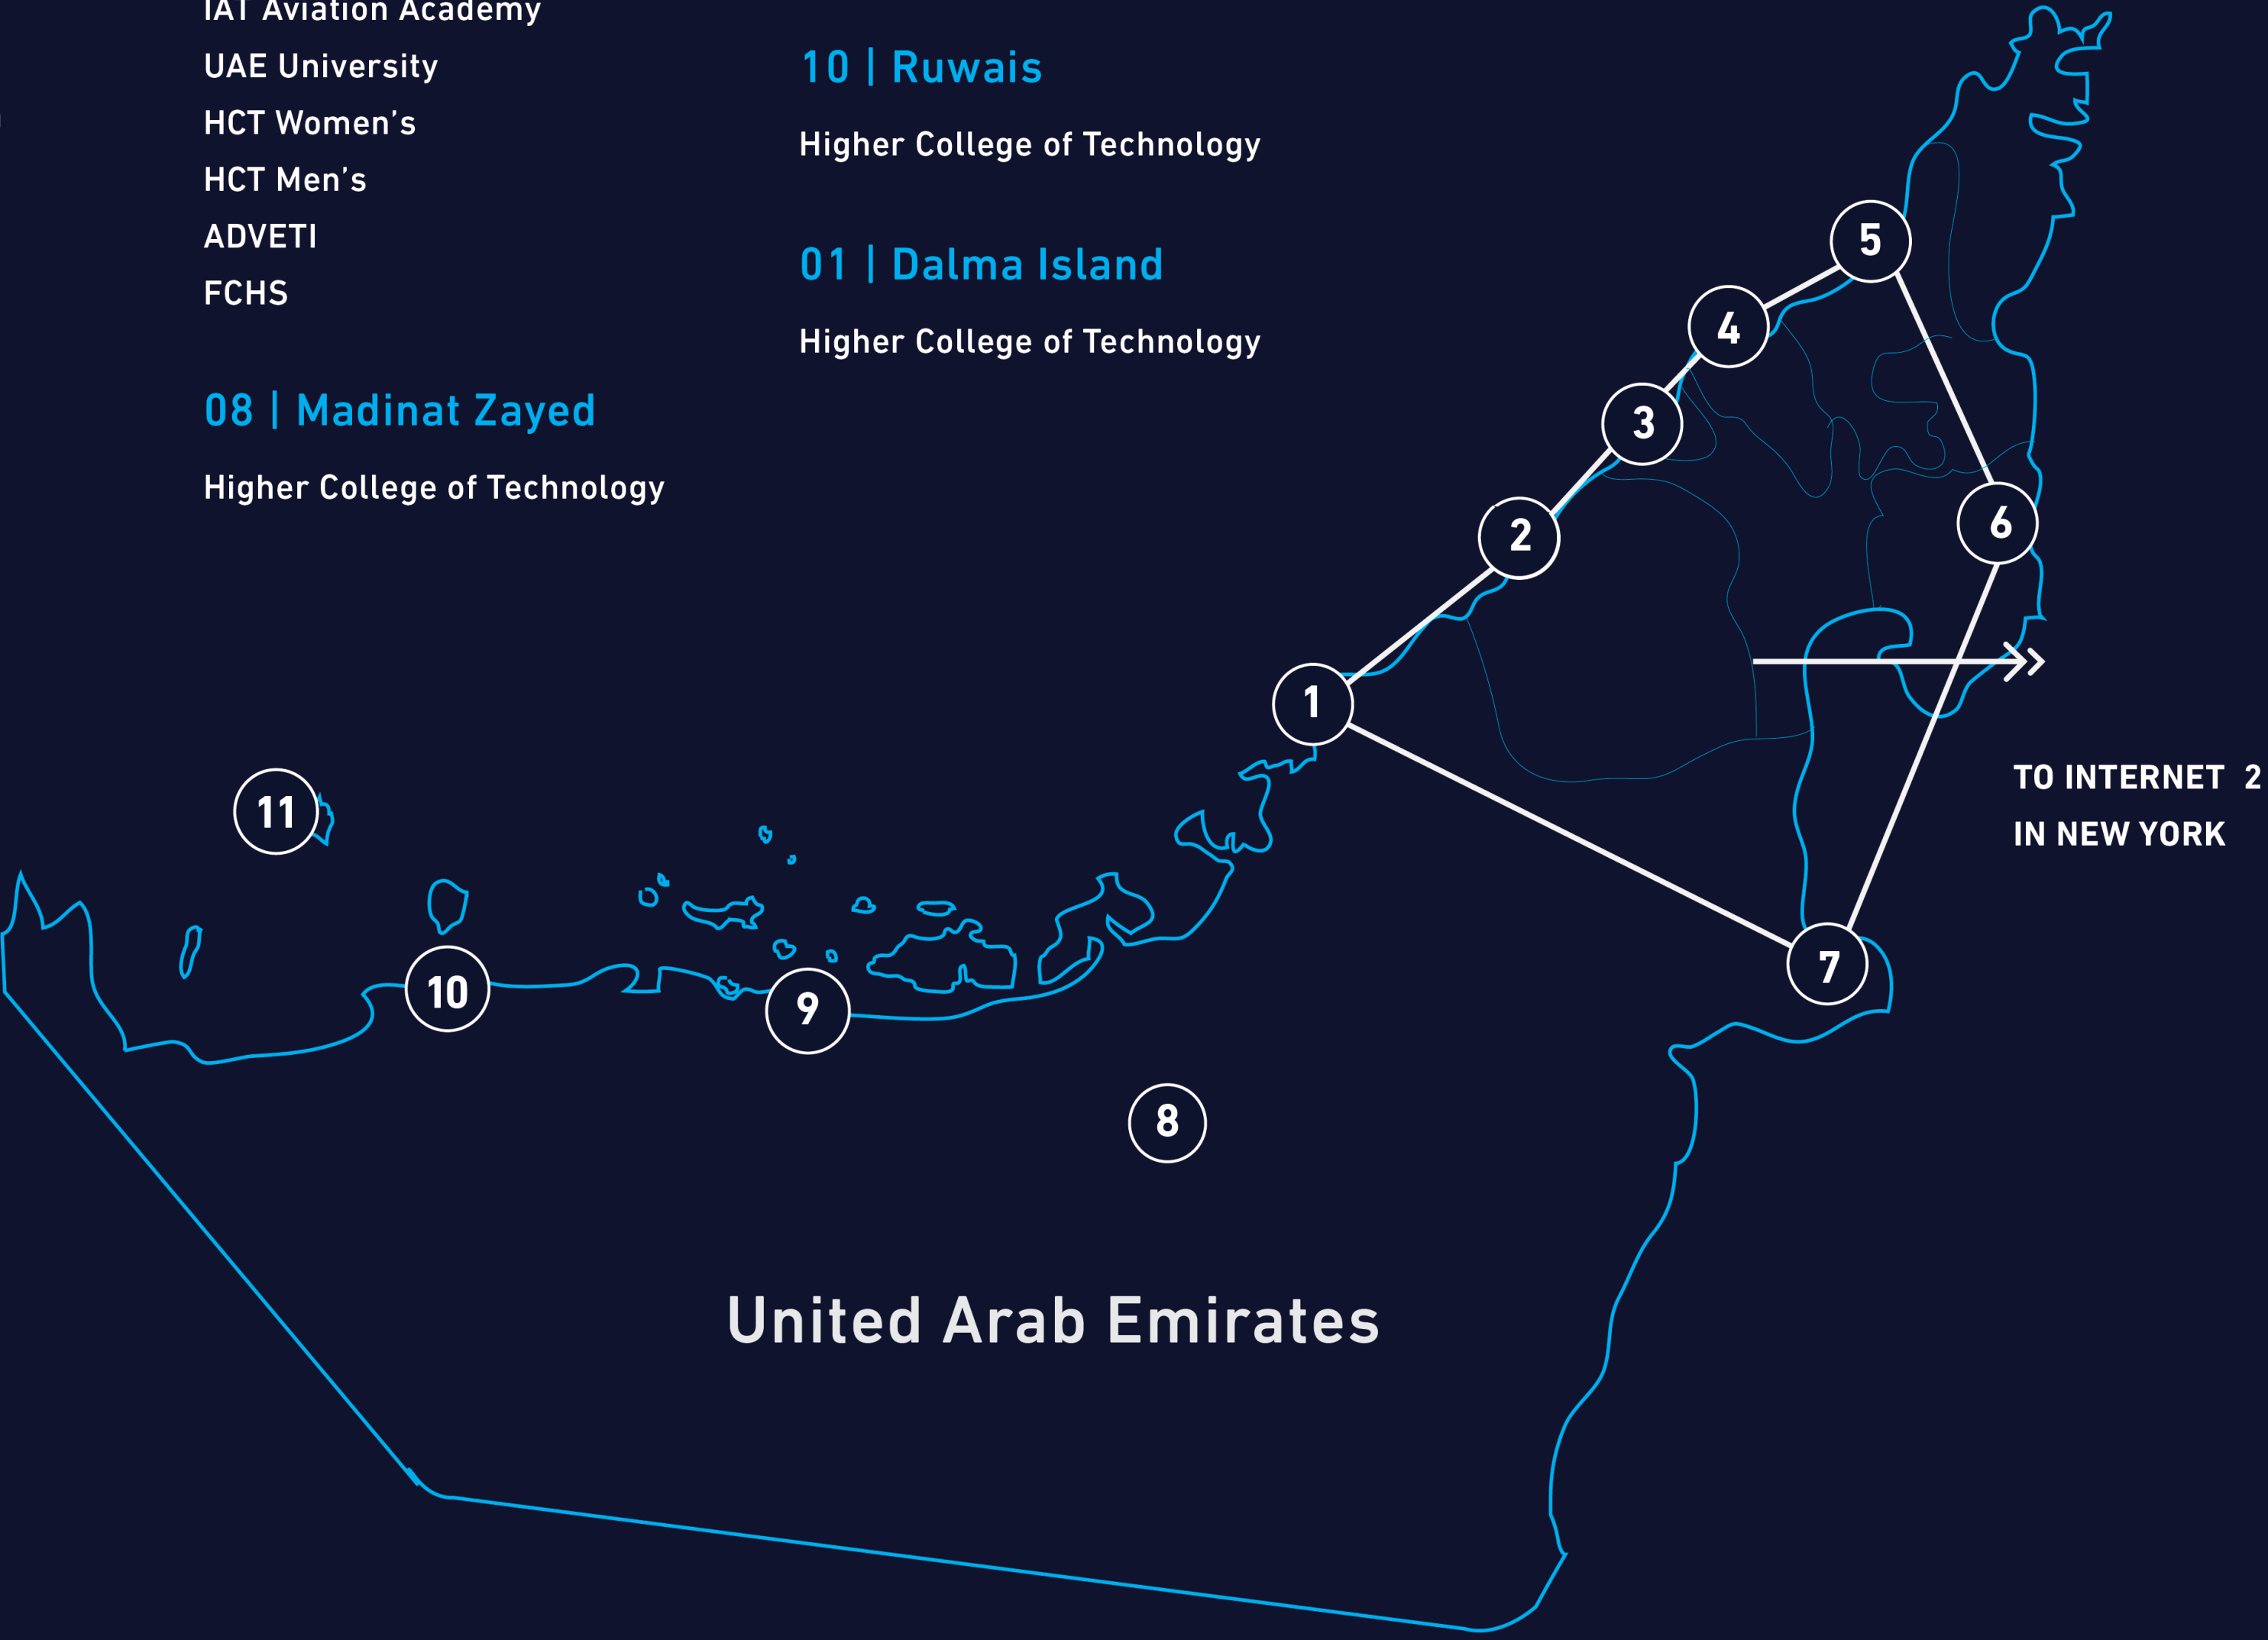 IAT Aviation Academy
UAE University
HCT Women's
HCT Men's
ADVETI
FCHS
08 | Madinat Zayed
Higher College of Technology
10 | Ruwais
Higher College of Technology
01 | Dalma Island
Higher College of Technology
5
4
3
2
6
1
TO INTERNET 2
IN NEW YORK
11
7
10
9
8
United Arab Emirates